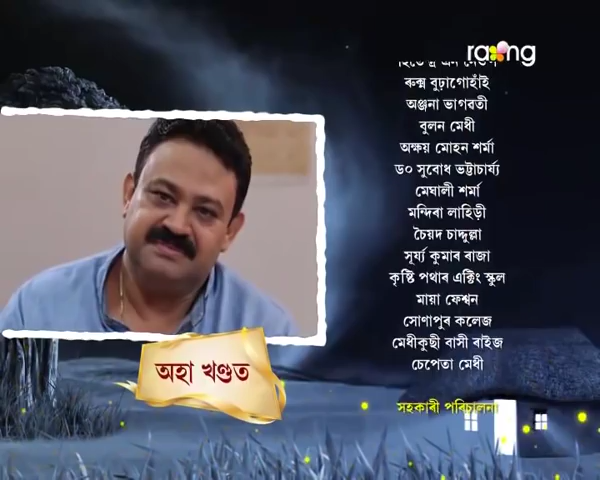 rang
ৰুক্স বুঢ়াগোহাঁই
অঞ্জনা ভাগৱতী
বুলন মেধী
অক্ষয় মোহন শৰ্মা
ড০ সুবোধ ভট্টাচাৰ্য্য
মেঘালী শৰ্মা
মন্দিৰা লাহিড়ী
চৈয়দ চাদ্দুল্লা
সূৰ্য্য কুমাৰ ৰাজা
কৃষ্টি পথাৰ এক্টিং স্কুল
মায়া ফেশ্বন
সোণাপুৰ কলেজ
মেধীকুছী বাসী ৰাইজ
চেপেতা মেধী
সহকাৰী পৰিচালনা
অহা খণ্ডত